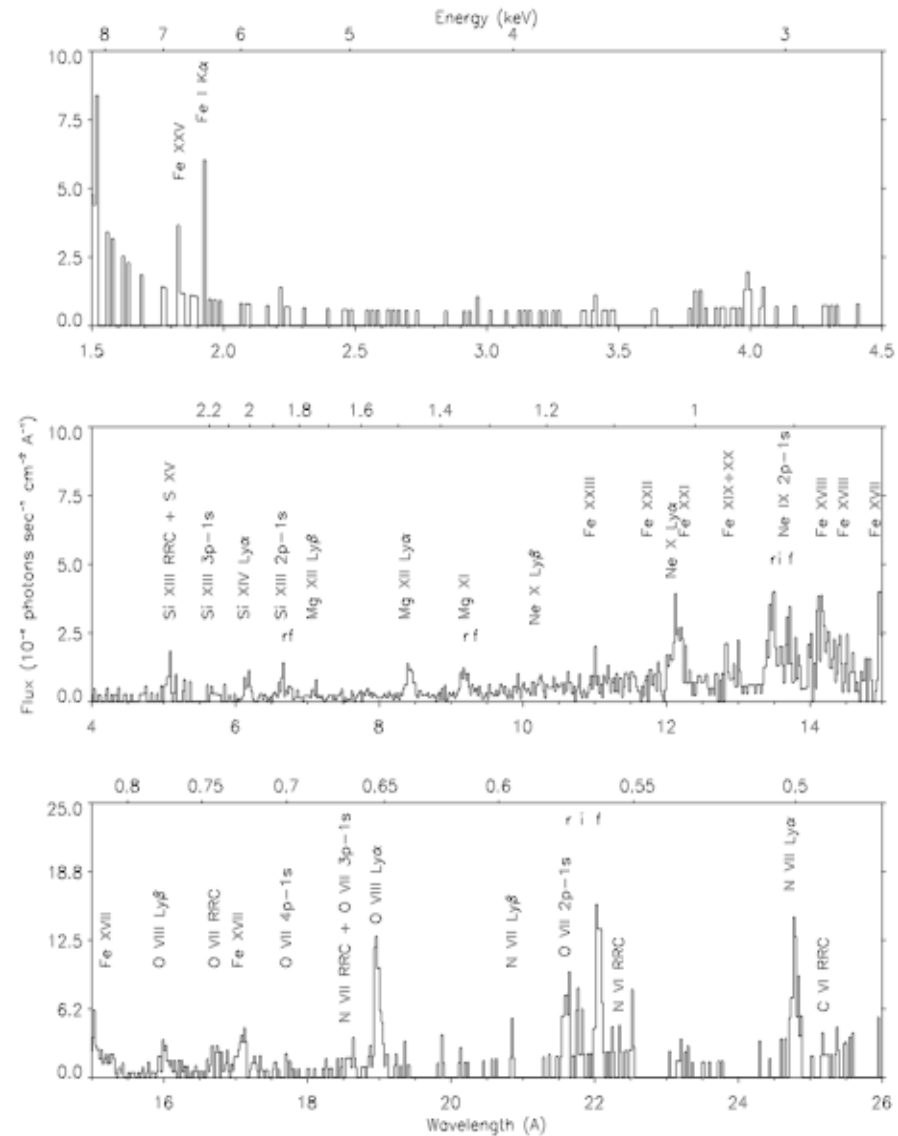 Energy (keV)
8 7 6 5 4 3
10.0
7.5
5.0
2.5
0.0
Fe XXV
Fe I Kα
1.5 2.0 2.5 3.0 3.5 4.0 4.5
2.2 2 1.8 1.6 1.4 1.2 1
10.0
7.5
5.0
2.5
0.0
Si XIII RRC + S XV
Si XIII 3p-1s
Si XIV Lyα
Si XIII 2p-1s
r f
Mg XII Lyβ
Mg XII Lyα
Mg XI
r f
Ne X Lyβ
Fe XXIII
Fe XXII
Ne X Lyα
Fe XXI
Fe XIX+XX
Ne IX 2p-1s
r i f
Fe XVIII
Fe XVIII
Fe XVII
4 6 8 10 12 14
Flux (10⁻⁴ photons sec⁻¹ cm⁻² A⁻¹)
0.8 0.75 0.7 0.65 0.6 0.55 0.5
25.0
18.8
12.5
6.2
0.0
Fe XVII
O VIII Lyβ
O VII RRC
Fe XVII
O VII 4p-1s
N VII RRC + O VII 3p-1s
O VIII Lyα
N VII Lyβ
O VII 2p-1s
r i f
N VI RRC
N VII Lyα
C VI RRC
16 18 20 22 24 26
Wavelength (A)